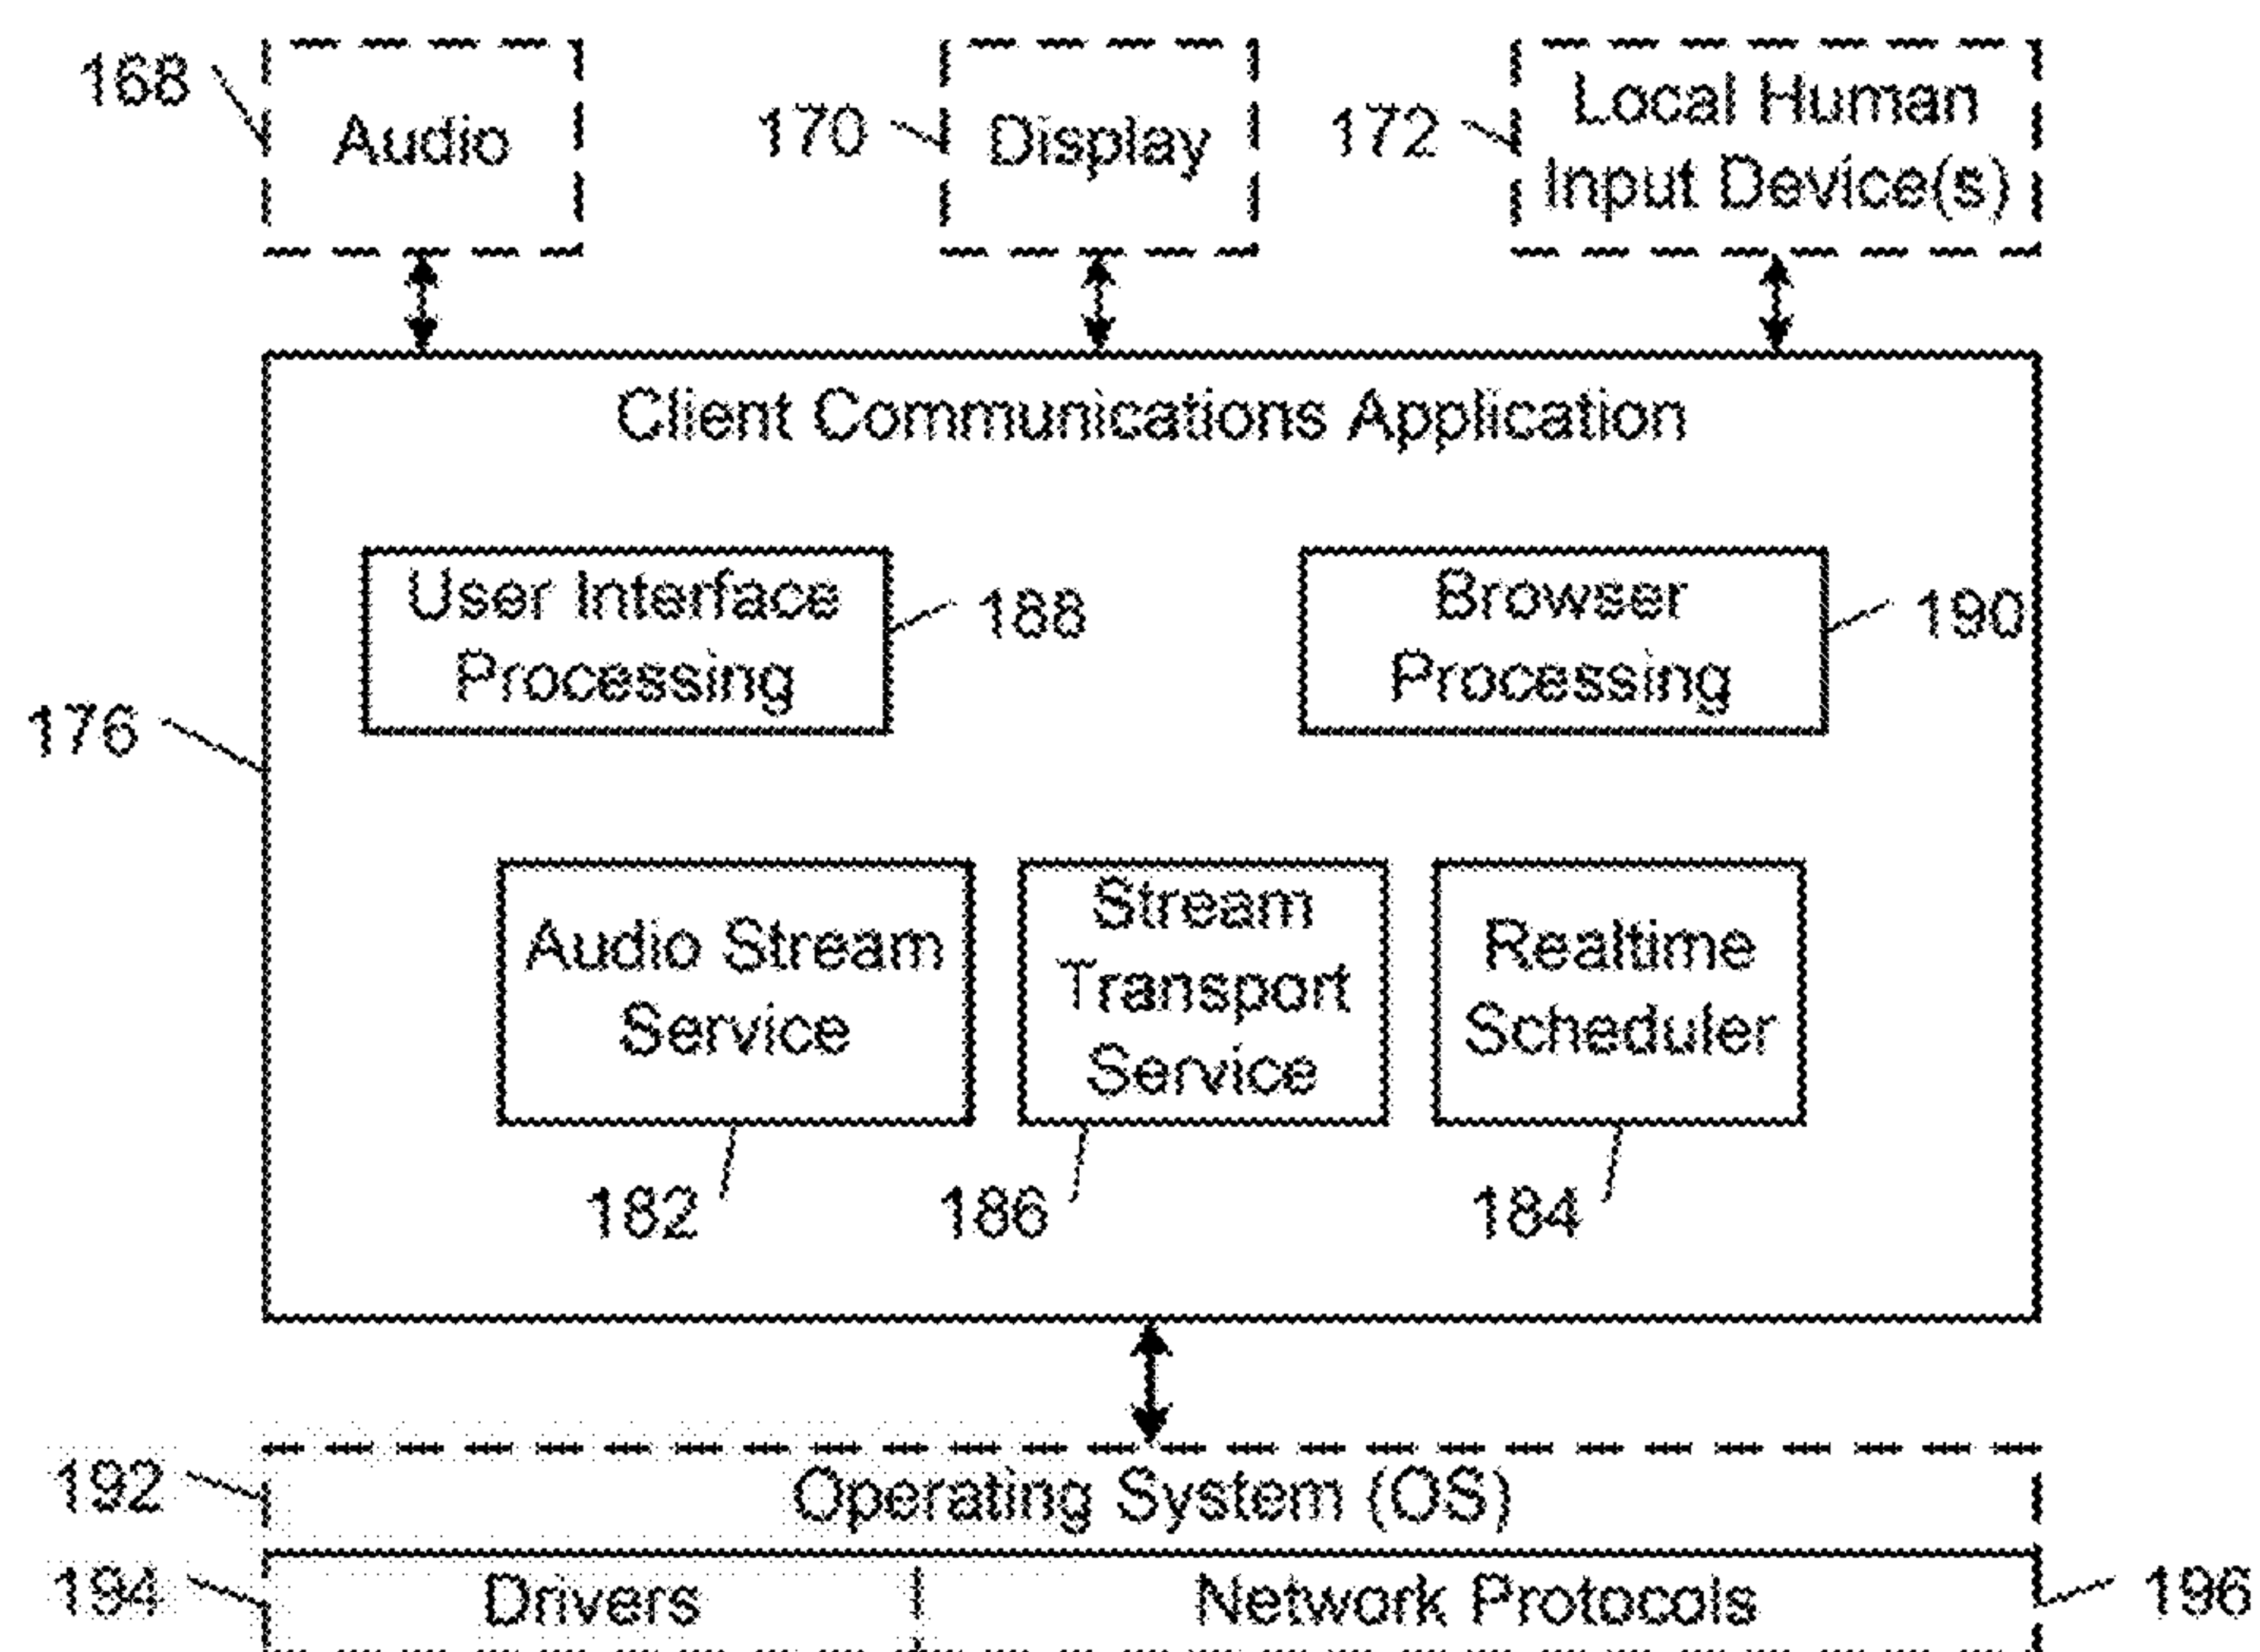 168
Audio
170
Display
172
Local Human
Input Device(s)
Client Communications Application
User Interface
Processing
188
Browser
Processing
190
176
Audio Stream
Service
Stream
Transport
Service
Realtime
Scheduler
182
186
184
192
Operating System (OS)
194
Drivers
Network Protocols
196